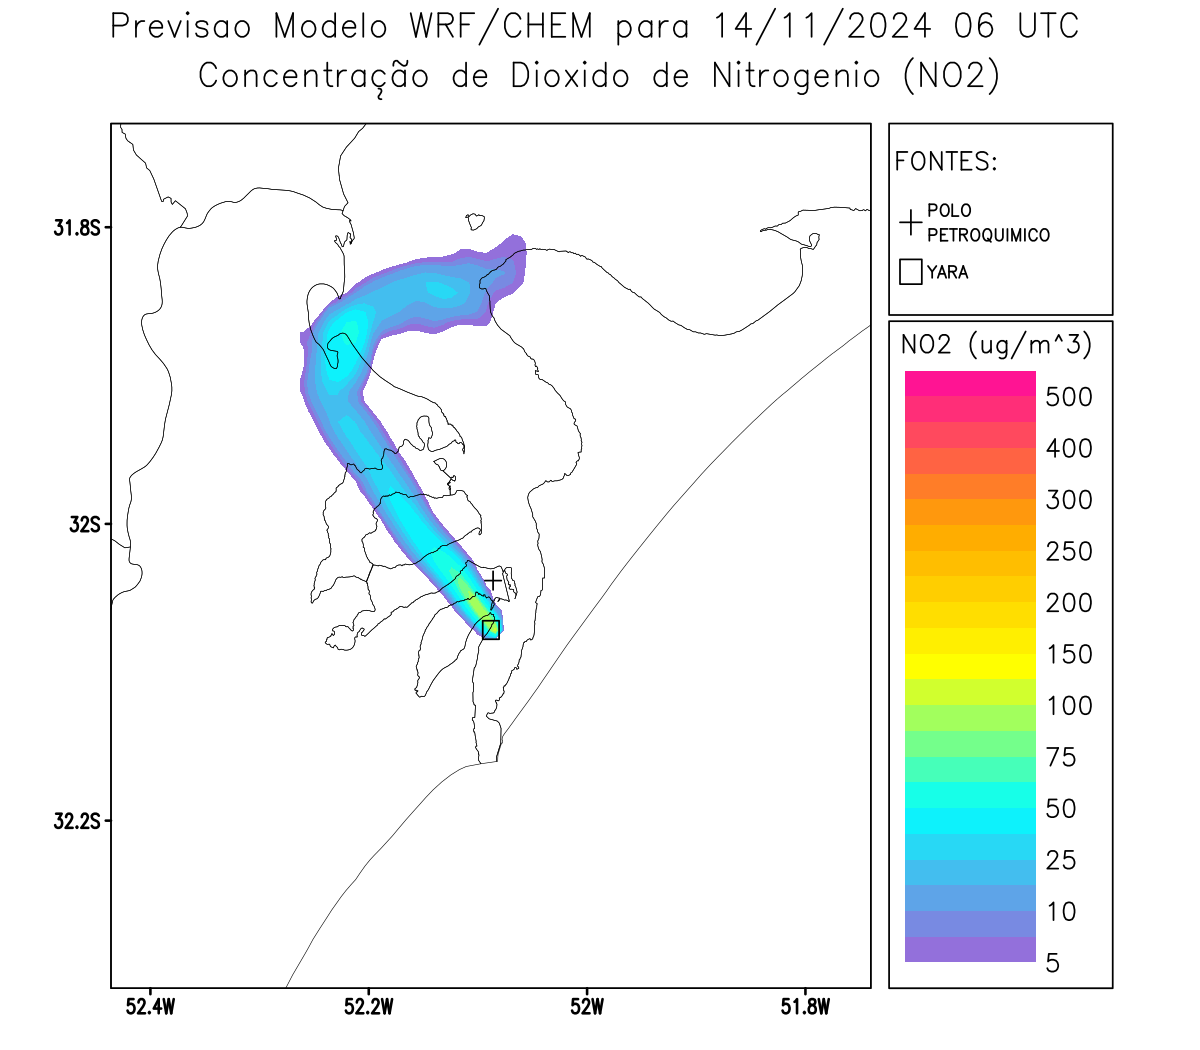 Previsao Modelo WRF/CHEM para 14/11/2024 06 UTC
Concentração de Dioxido de Nitrogenio (NO2)
FONTES:
POLO
PETROQUIMICO
YARA
NO2 (ug/m^3)
500
400
300
250
200
150
100
75
50
25
10
5
31.8S
32S
32.2S
52.4W
52.2W
52W
51.8W